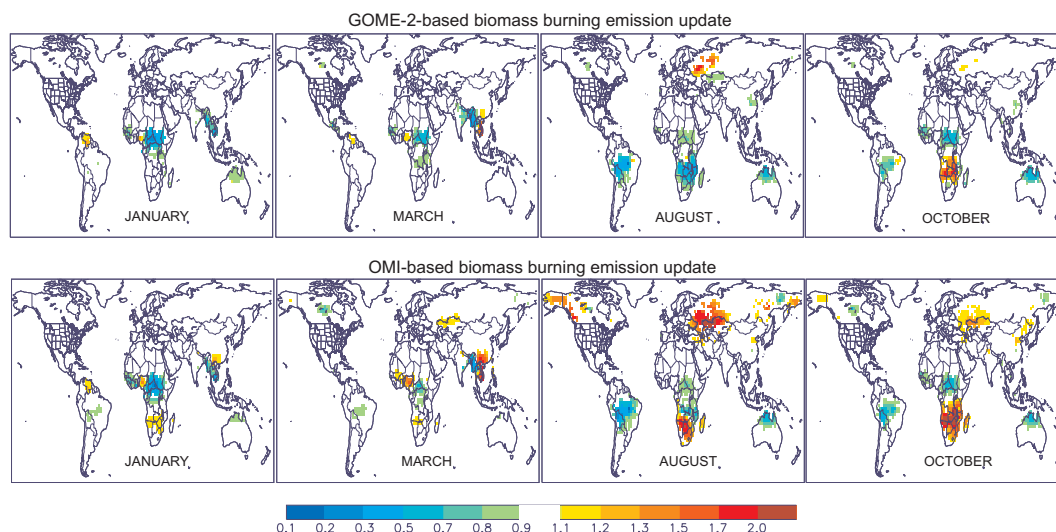 GOME-2-based biomass burning emission update
JANUARY MARCH AUGUST OCTOBER
OMI-based biomass burning emission update
JANUARY MARCH AUGUST OCTOBER
0.1 0.2 0.3 0.5 0.7 0.9 1.1 1.2 1.3 1.5 1.7 2.0